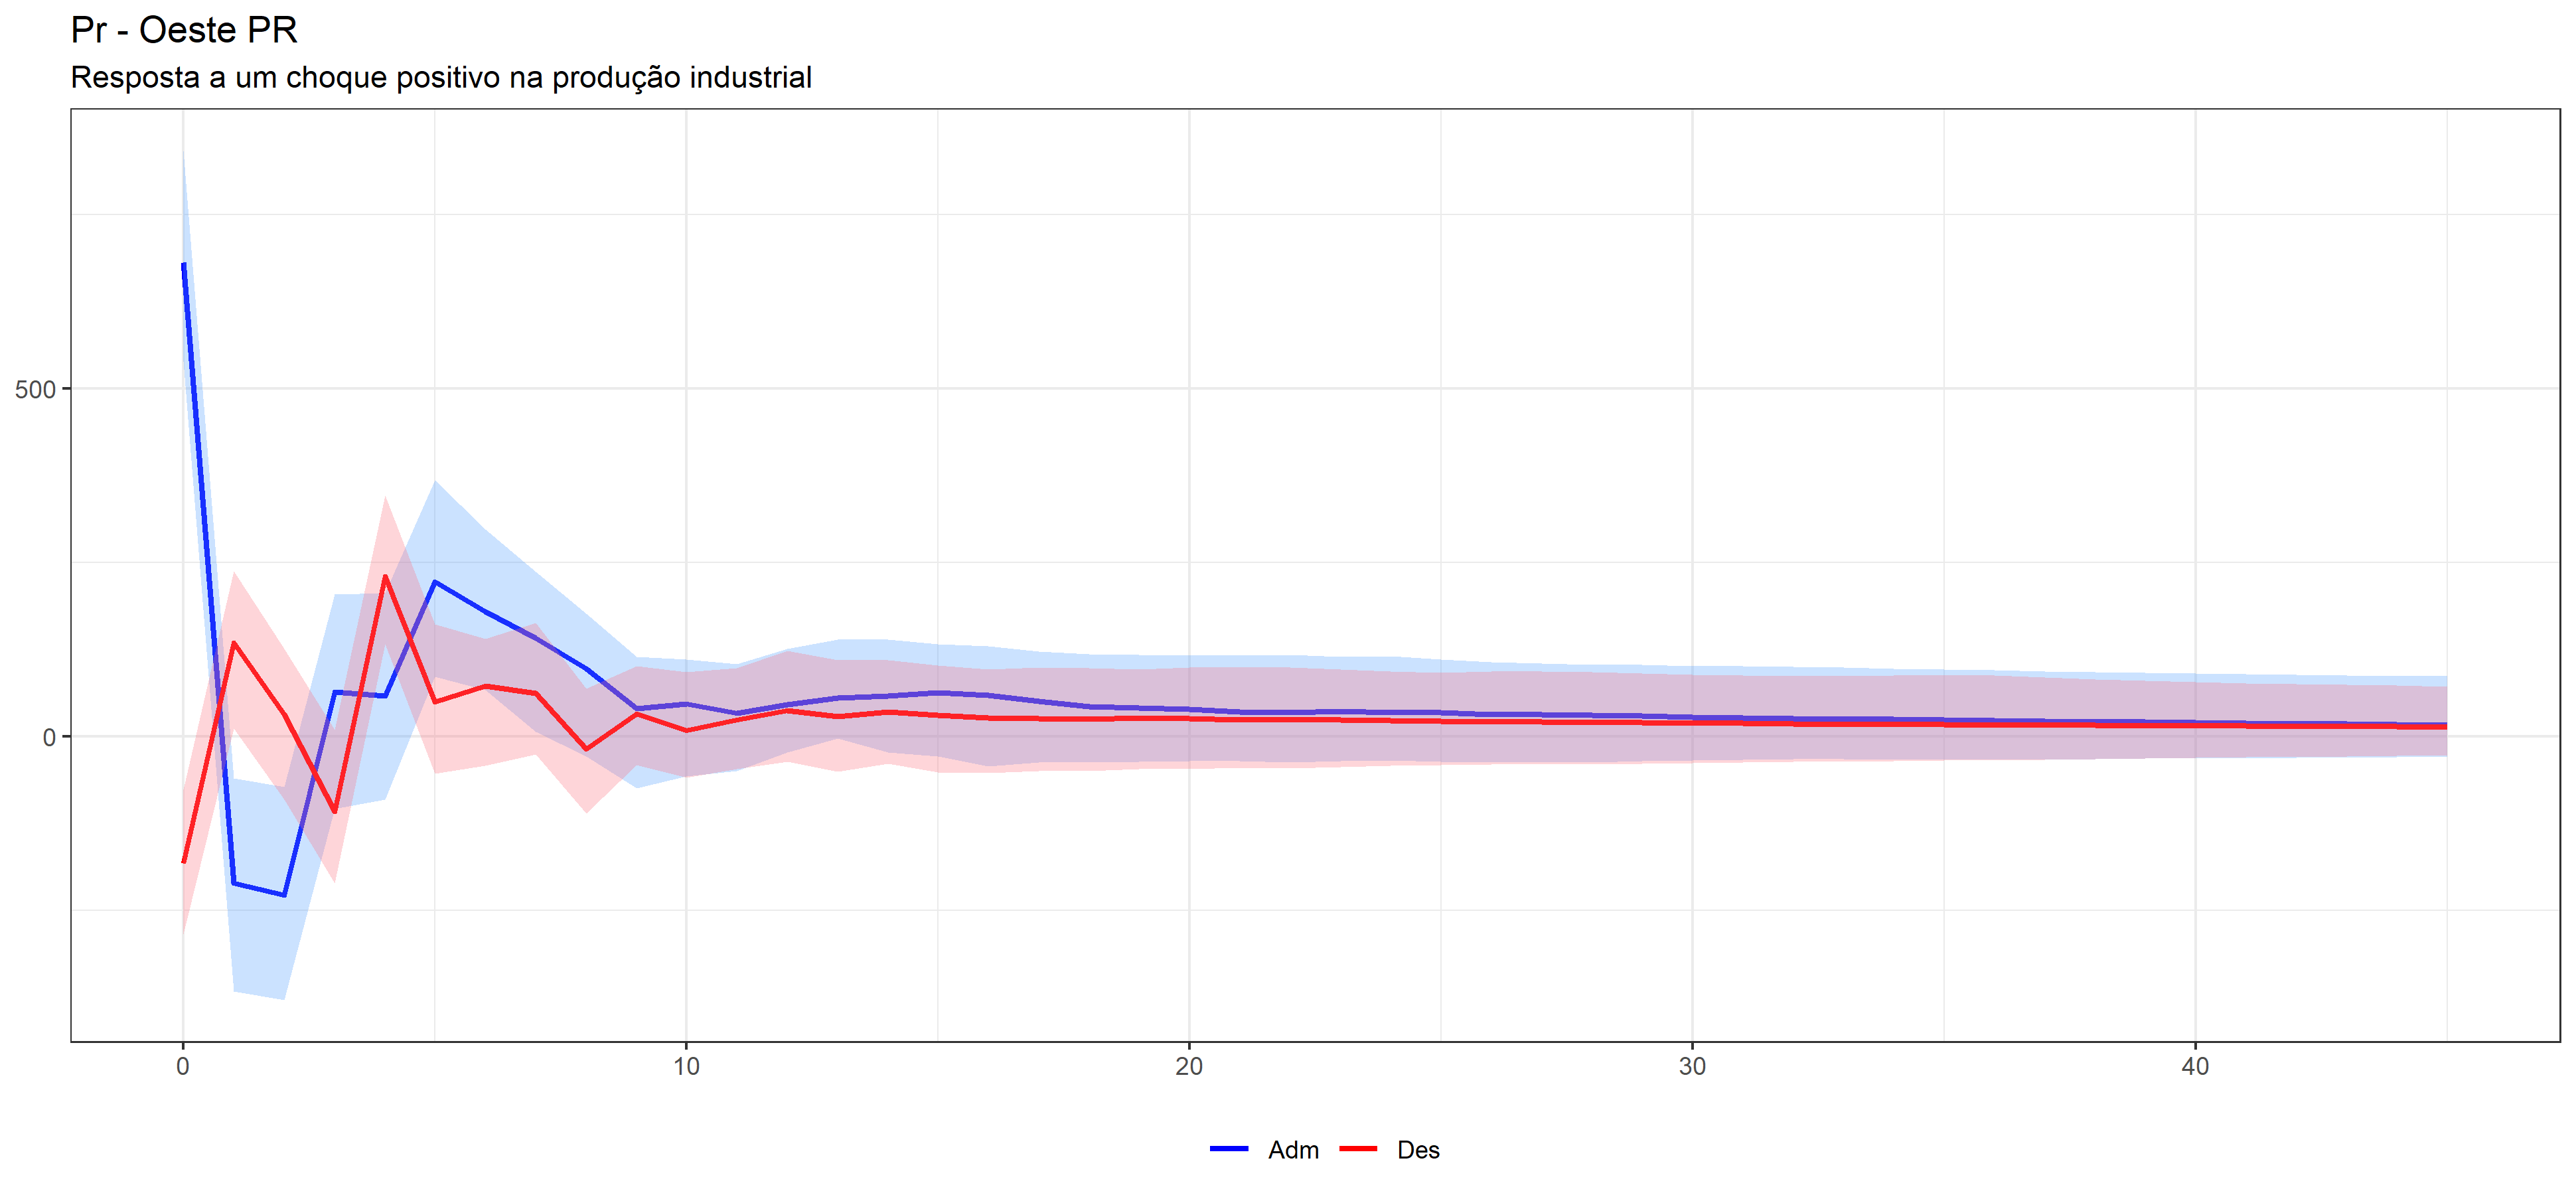 Pr - Oeste PR
Resposta a um choque positivo na produção industrial
500
0
0 10 20 30 40
Adm Des